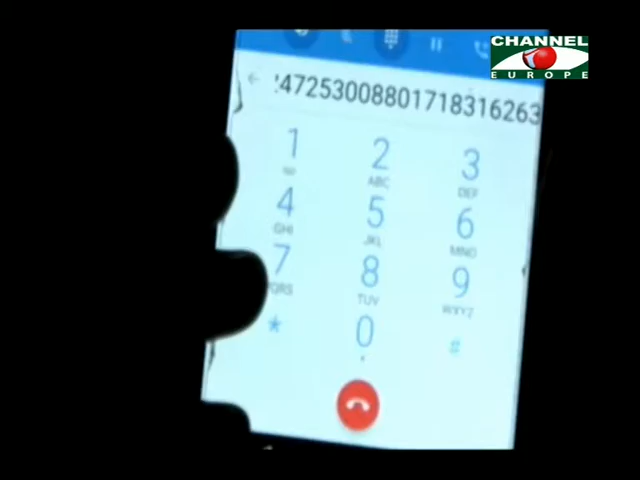 CHANNEL
EUROPE
47253008801718316263
1 2 3
ABC DEF
4 5 6
GHI JKL MNO
7 8 9
PQRS TUV WXYZ
* 0 #